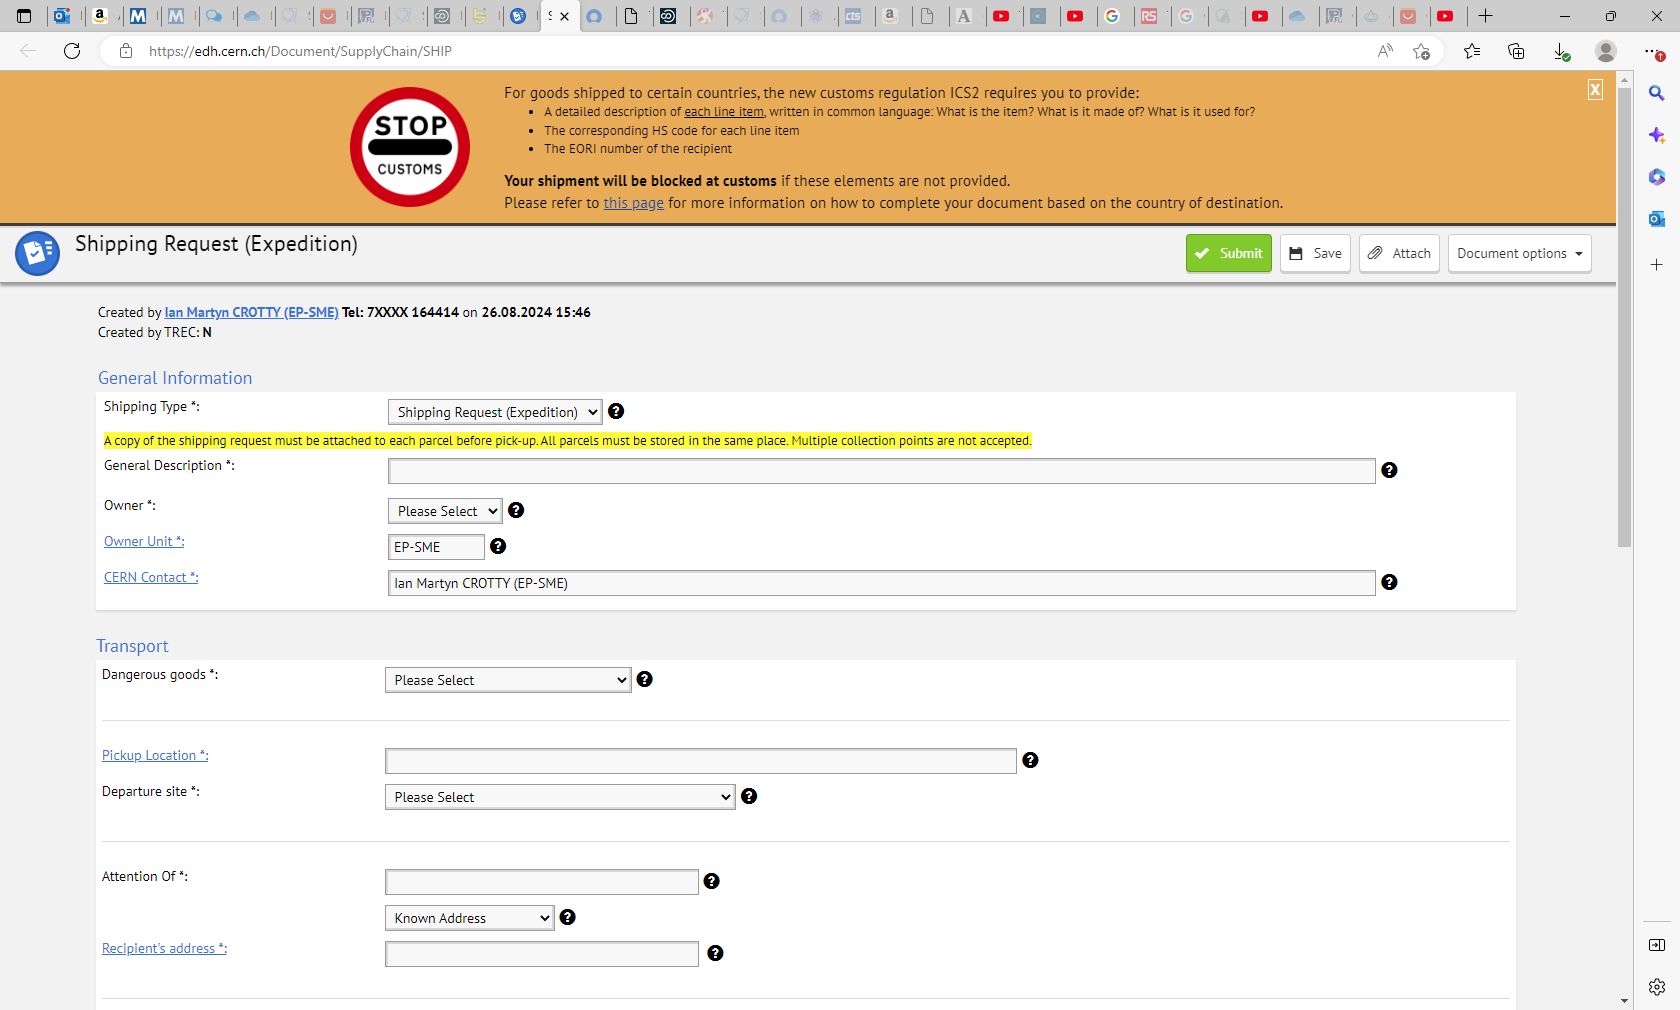 https://edh.cern.ch/Document/SupplyChain/SHIP
STOP
CUSTOMS
For goods shipped to certain countries, the new customs regulation ICS2 requires you to provide:
• A detailed description of each line item, written in common language: What is the item? What is it made of? What is it used for?
• The corresponding HS code for each line item
• The EORI number of the recipient
Your shipment will be blocked at customs if these elements are not provided.
Please refer to this page for more information on how to complete your document based on the country of destination.
X
Shipping Request (Expedition)
Submit
Save
Attach
Document options
Created by Ian Martyn CROTTY (EP-SME) Tel: 7XXXX 164414 on 26.08.2024 15:46
Created by TREC: N
General Information
Shipping Type *:
Shipping Request (Expedition)
A copy of the shipping request must be attached to each parcel before pick-up. All parcels must be stored in the same place. Multiple collection points are not accepted.
General Description *:
Owner *:
Please Select
Owner Unit *:
EP-SME
CERN Contact *:
Ian Martyn CROTTY (EP-SME)
Transport
Dangerous goods *:
Please Select
Pickup Location *:
Departure site *:
Please Select
Attention Of *:
Known Address
Recipient's address *: